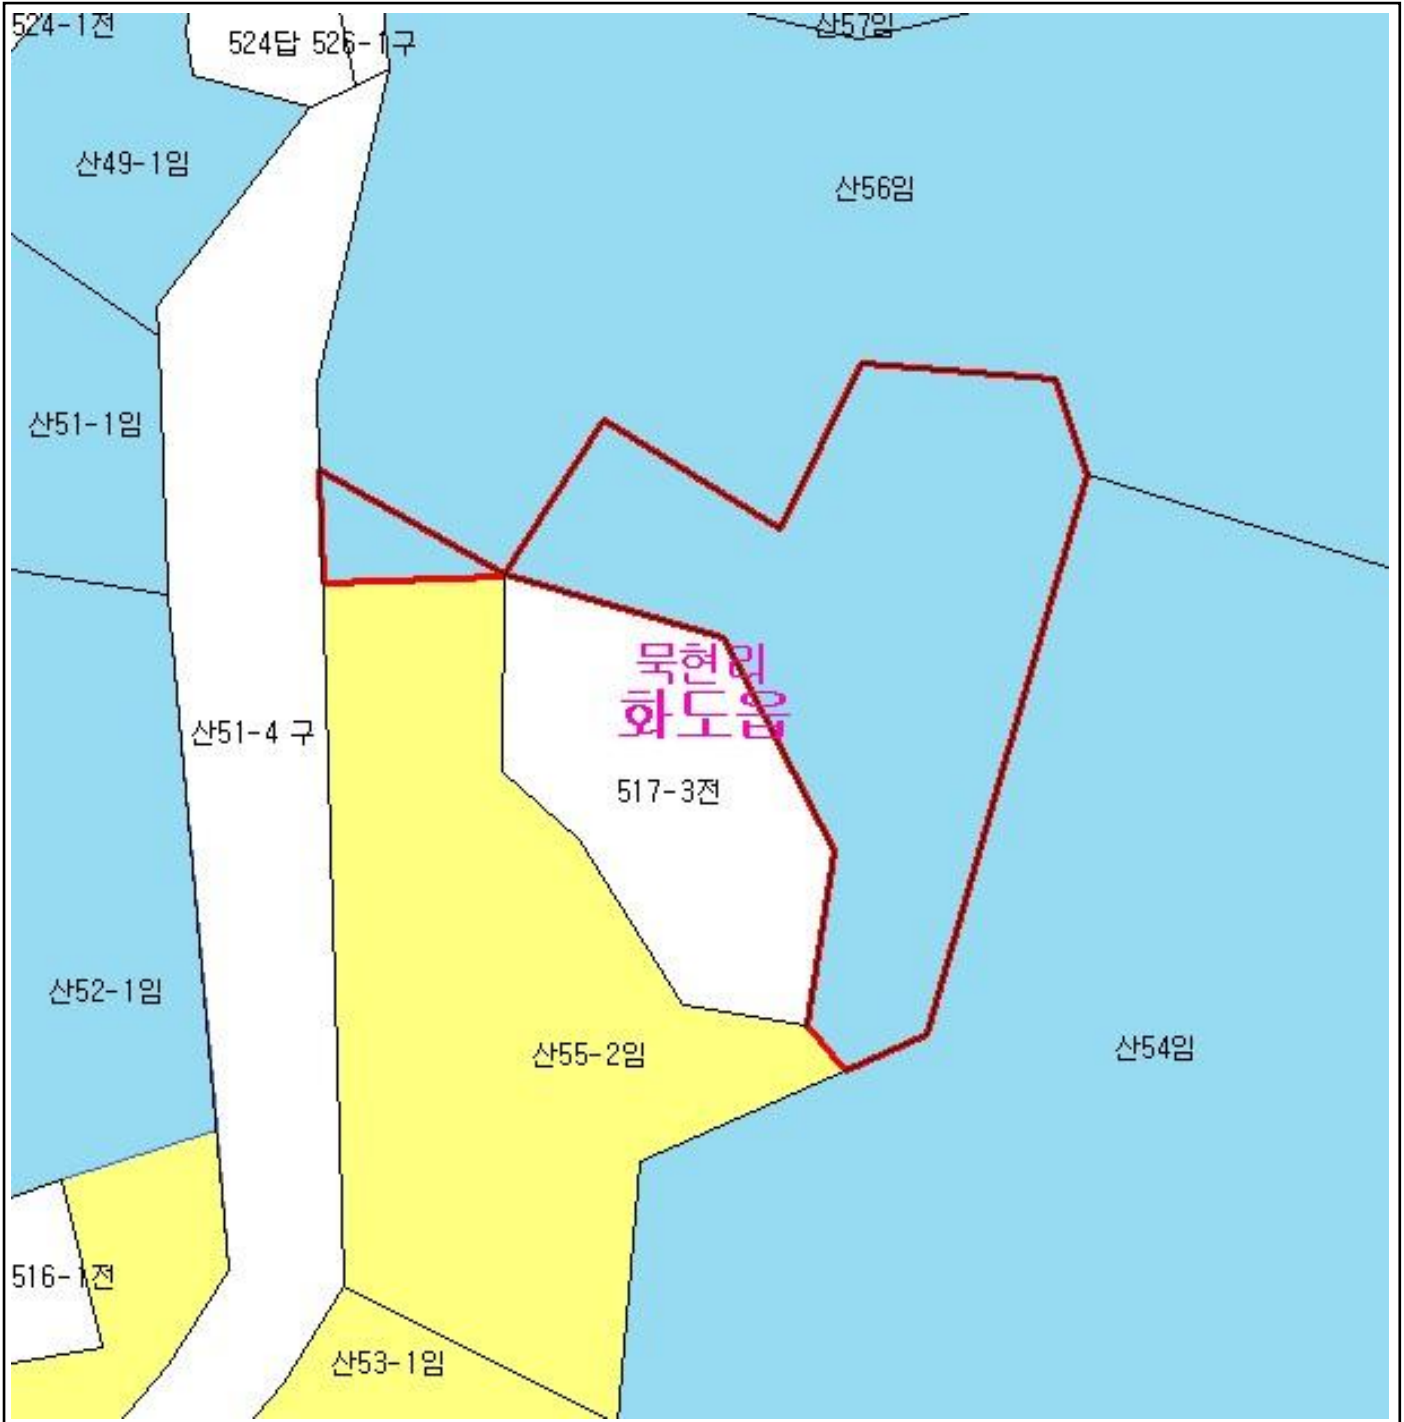 524-1전
524답 526-1구
산57임
산49-1임
산56임
산51-1임
묵현리
화도읍
산51-4 구
517-3전
산52-1임
산55-2임
산54임
516-1전
산53-1임